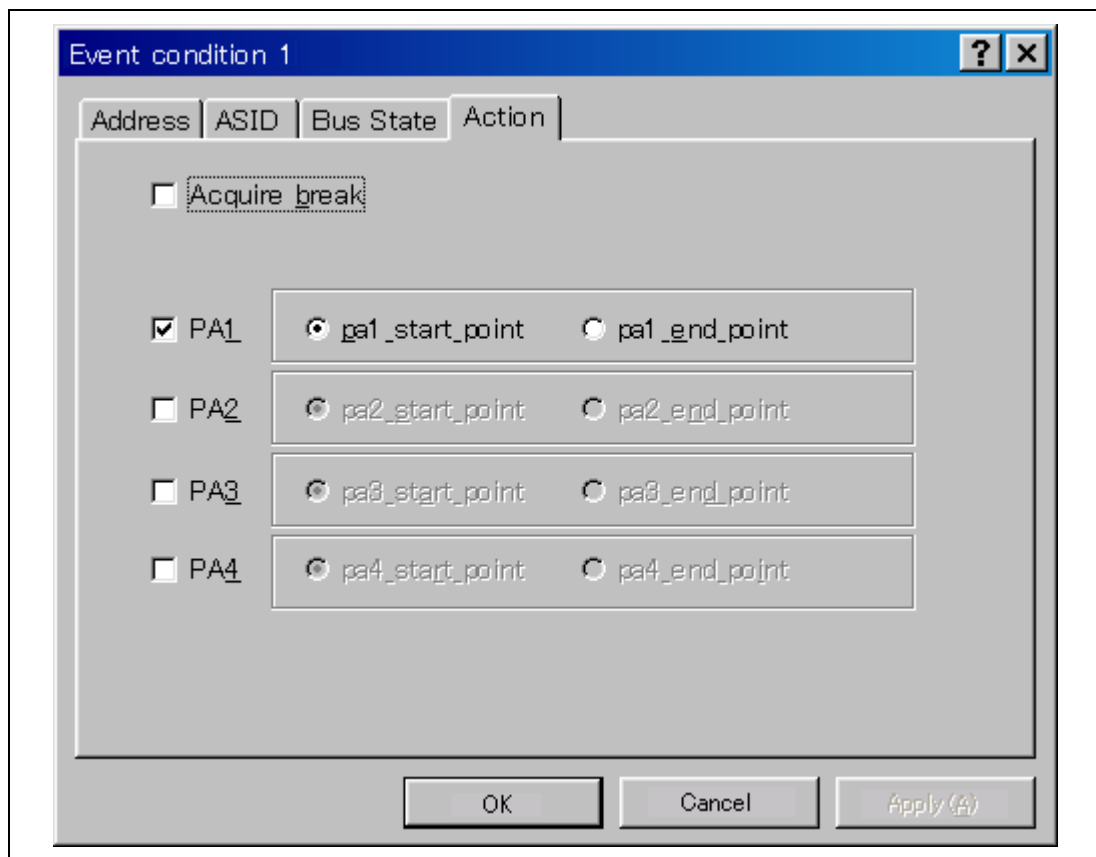 Event condition 1
Address ASID Bus State Action
Acquire break
PA1 pa1_start_point pa1_end_point
PA2 pa2_start_point pa2_end_point
PA3 pa3_start_point pa3_end_point
PA4 pa4_start_point pa4_end_point
OK Cancel Apply(A)